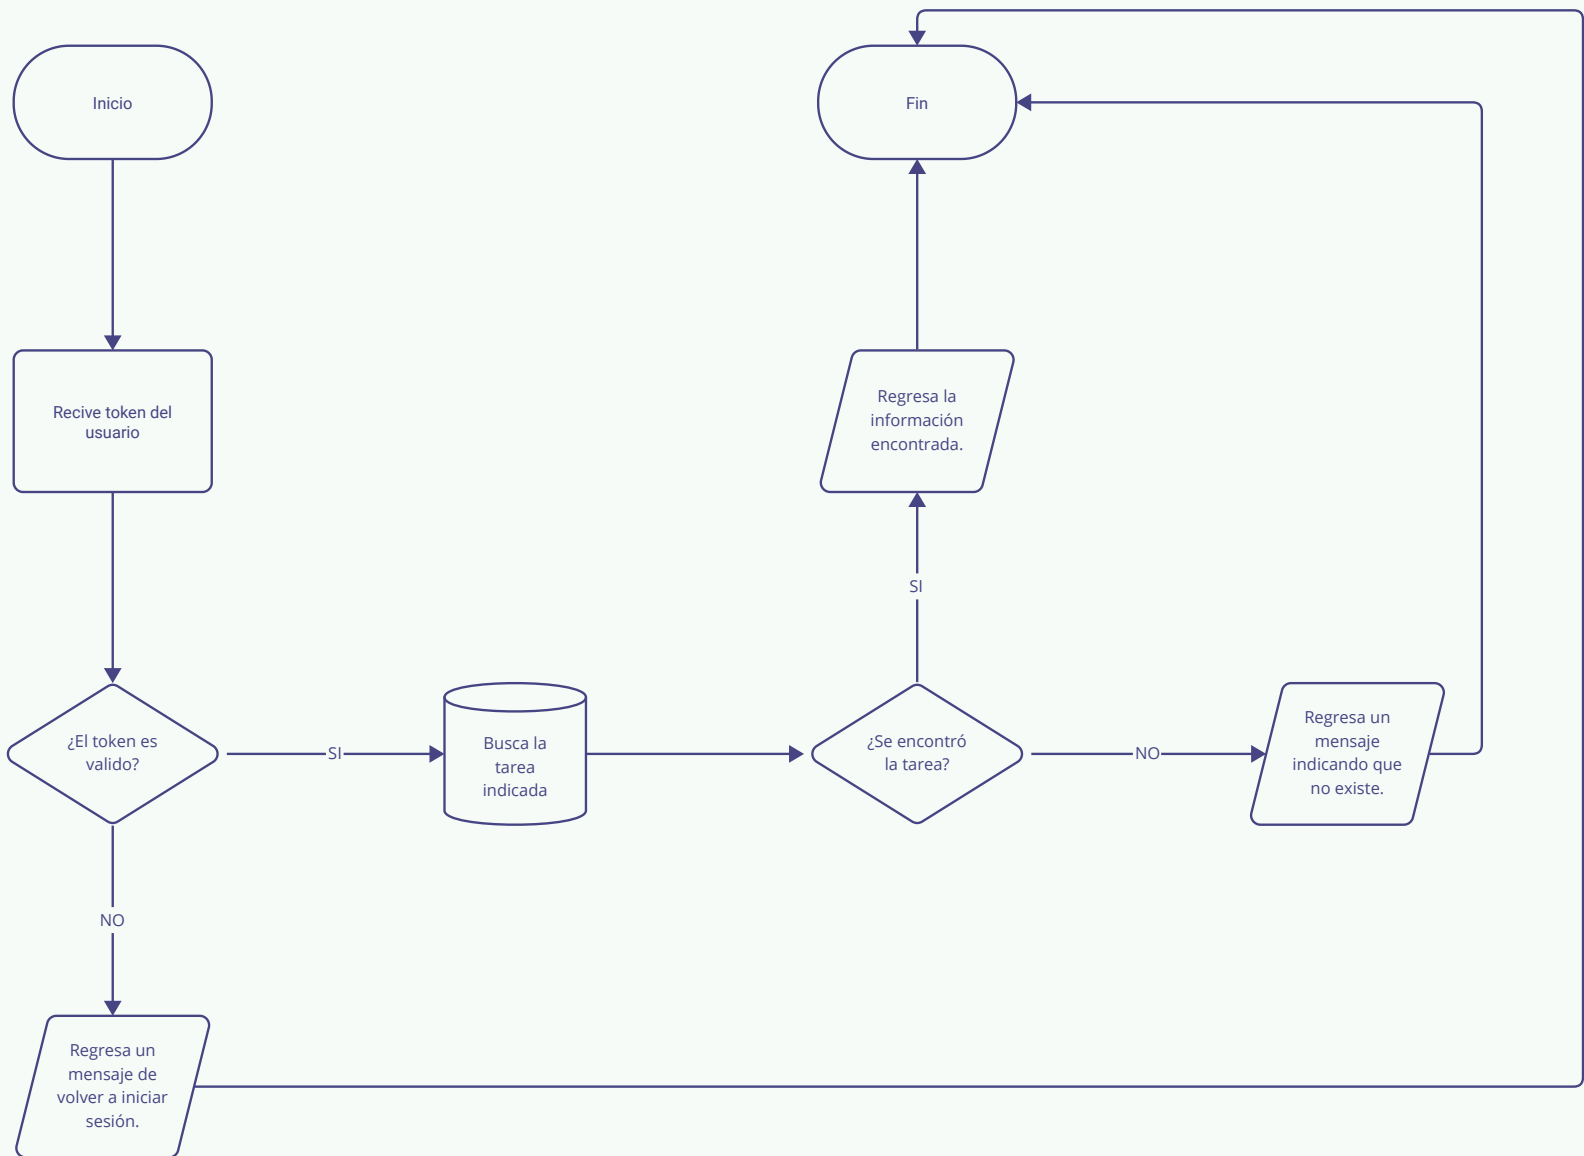 Inicio
Fin
Recive token del
usuario
Regresa la
información
encontrada.
SI
¿El token es
valido?
SI
Busca la
tarea
indicada
¿Se encontró
la tarea?
NO
Regresa un
mensaje
indicando que
no existe.
NO
Regresa un
mensaje de
volver a iniciar
sesión.